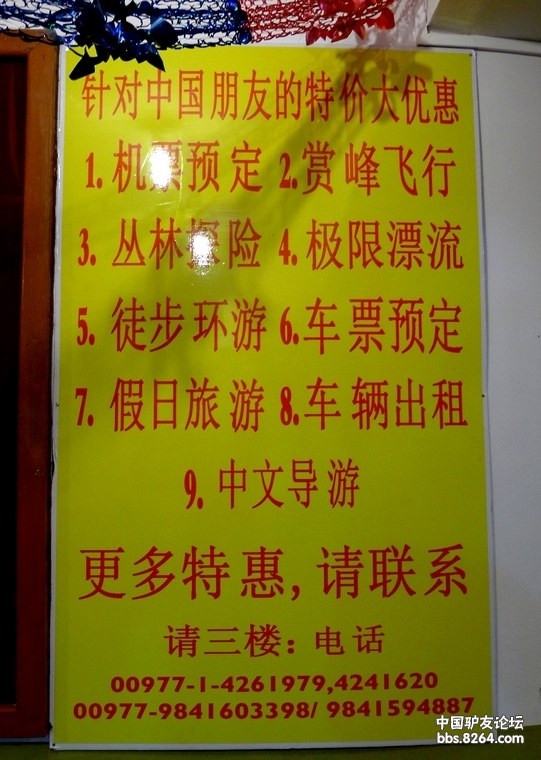 针对中国朋友的特价大优惠
1. 机票预定 2.赏峰飞行
3. 丛林探险 4. 极限漂流
5. 徒步环游 6.车票预定
7. 假日旅游 8.车辆出租
9. 中文导游
更多特惠, 请联系
请三楼: 电话
00977-1-4261979,4241620
00977-9841603398/ 9841594887
中国驴友论坛
bbs.8264.com